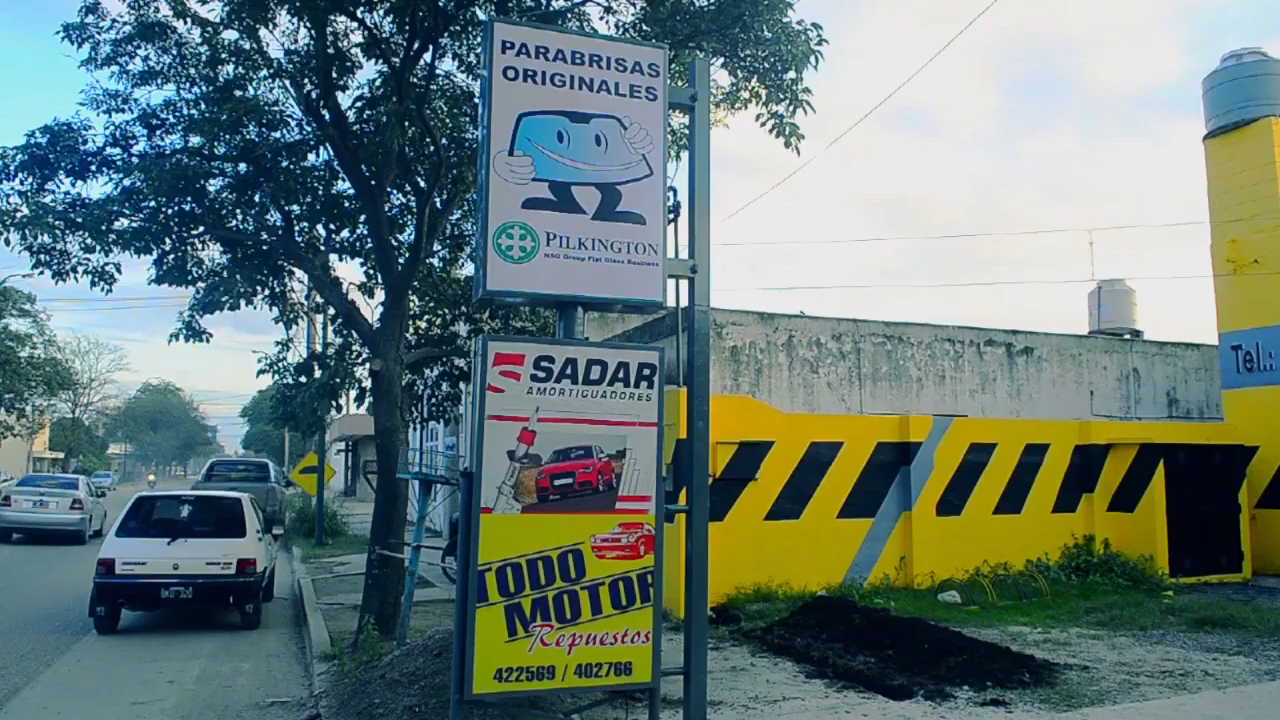 PARABRISAS
ORIGINALES
PILKINGTON
NSG Group Flat Glass Business
SADAR
AMORTIGUADORES
TODO
MOTOR
Repuestos
422569 / 402766
Tel.: